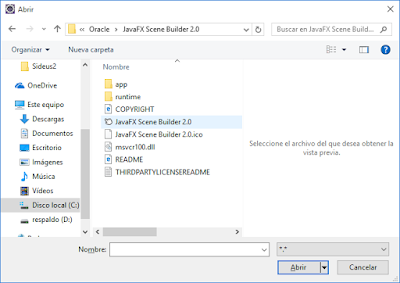 Abrir
« Oracle › JavaFX Scene Builder 2.0
Buscar en JavaFX Scene Build...
Organizar
Nueva carpeta
Sideus2
OneDrive
Este equipo
Descargas
Documentos
Escritorio
Imágenes
Música
Vídeos
Disco local (C:)
respaldo (D:)
Nombre
app
runtime
COPYRIGHT
JavaFX Scene Builder 2.0
JavaFX Scene Builder 2.0.ico
msvcr100.dll
README
THIRDPARTYLICENSEREADME
Seleccione el archivo del que desea obtener la
vista previa.
Nombre:
*.*
Abrir
Cancelar